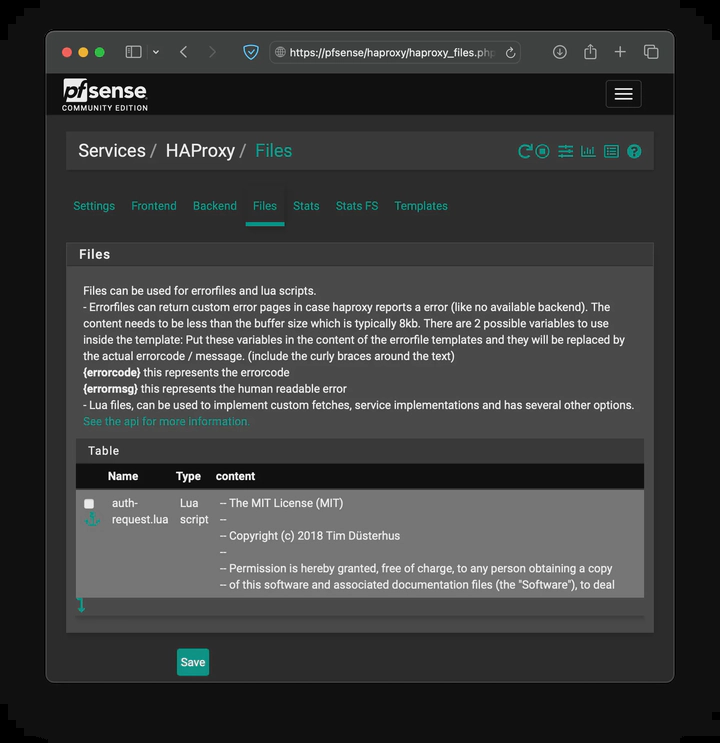 https://pfsense/haproxy/haproxy_files.php
pfsense
COMMUNITY EDITION
Services / HAProxy / Files
Settings Frontend Backend Files Stats Stats FS Templates
Files
Files can be used for errorfiles and lua scripts.
- Errorfiles can return custom error pages in case haproxy reports a error (like no available backend). The
content needs to be less than the buffer size which is typically 8kb. There are 2 possible variables to use
inside the template: Put these variables in the content of the errorfile templates and they will be replaced by
the actual errorcode / message. (include the curly braces around the text)
{errorcode} this represents the errorcode
{errormsg} this represents the human readable error
- Lua files, can be used to implement custom fetches, service implementations and has several other options.
See the api for more information.
Table
Name Type content
auth- Lua -- The MIT License (MIT)
request.lua script --
-- Copyright (c) 2018 Tim Düsterhus
--
-- Permission is hereby granted, free of charge, to any person obtaining a copy
-- of this software and associated documentation files (the "Software"), to deal
Save